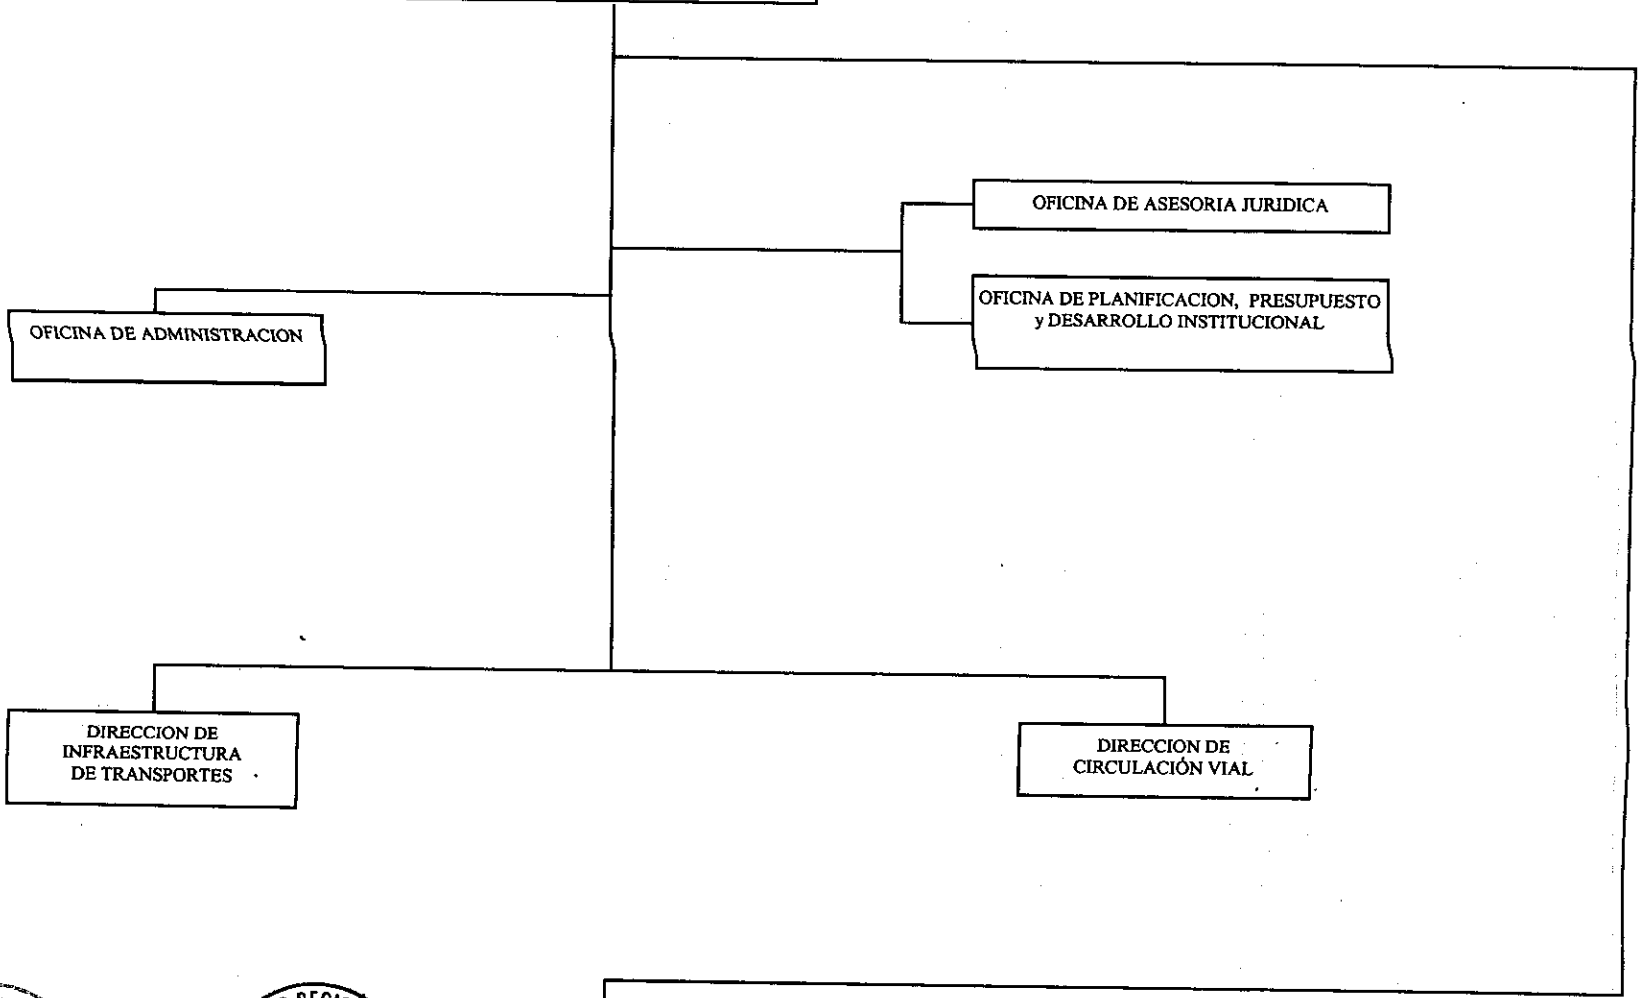 OFICINA DE ASESORIA JURIDICA
OFICINA DE PLANIFICACION, PRESUPUESTO
y DESARROLLO INSTITUCIONAL
OFICINA DE ADMINISTRACION
DIRECCION DE
INFRAESTRUCTURA
DE TRANSPORTES
DIRECCION DE
CIRCULACIÓN VIAL